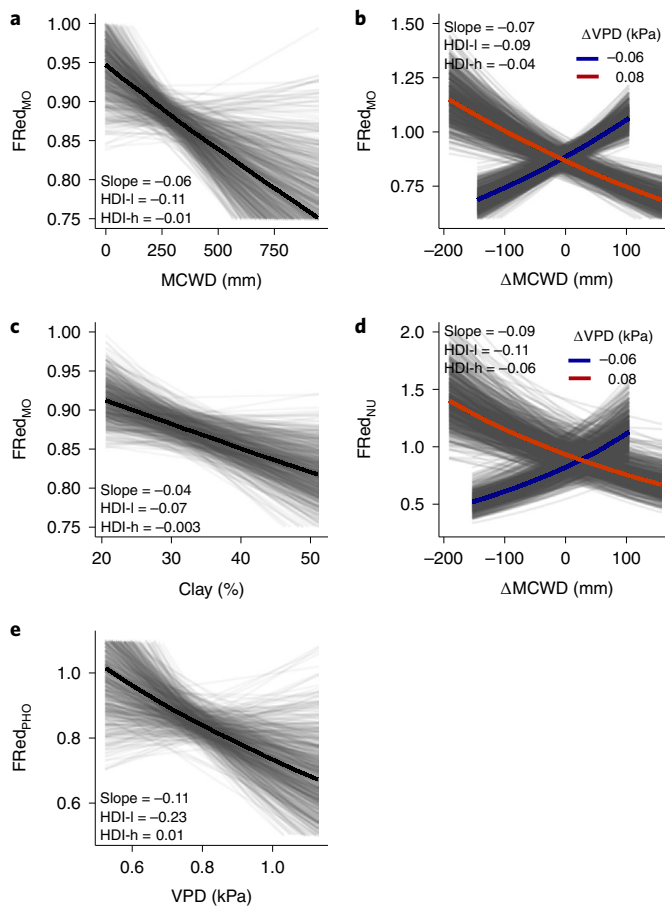 a
1.00
0.95
0.90
0.85
0.80
0.75
FRedMO
Slope = –0.06
HDI-l = –0.11
HDI-h = –0.01
0
250
500
750
MCWD (mm)
b
1.50
1.25
1.00
0.75
FRedMO
Slope = –0.07
HDI-l = –0.09
HDI-h = –0.04
ΔVPD (kPa)
–0.06
0.08
–200
–100
0
100
ΔMCWD (mm)
c
1.00
0.95
0.90
0.85
0.80
0.75
FRedMO
Slope = –0.04
HDI-l = –0.07
HDI-h = –0.003
20
30
40
50
Clay (%)
d
2.0
1.5
1.0
0.5
FRedNU
Slope = –0.09
HDI-l = –0.11
HDI-h = –0.06
ΔVPD (kPa)
–0.06
0.08
–200
–100
0
100
ΔMCWD (mm)
e
1.0
0.8
0.6
FRedPHO
Slope = –0.11
HDI-l = –0.23
HDI-h = 0.01
0.6
0.8
1.0
VPD (kPa)